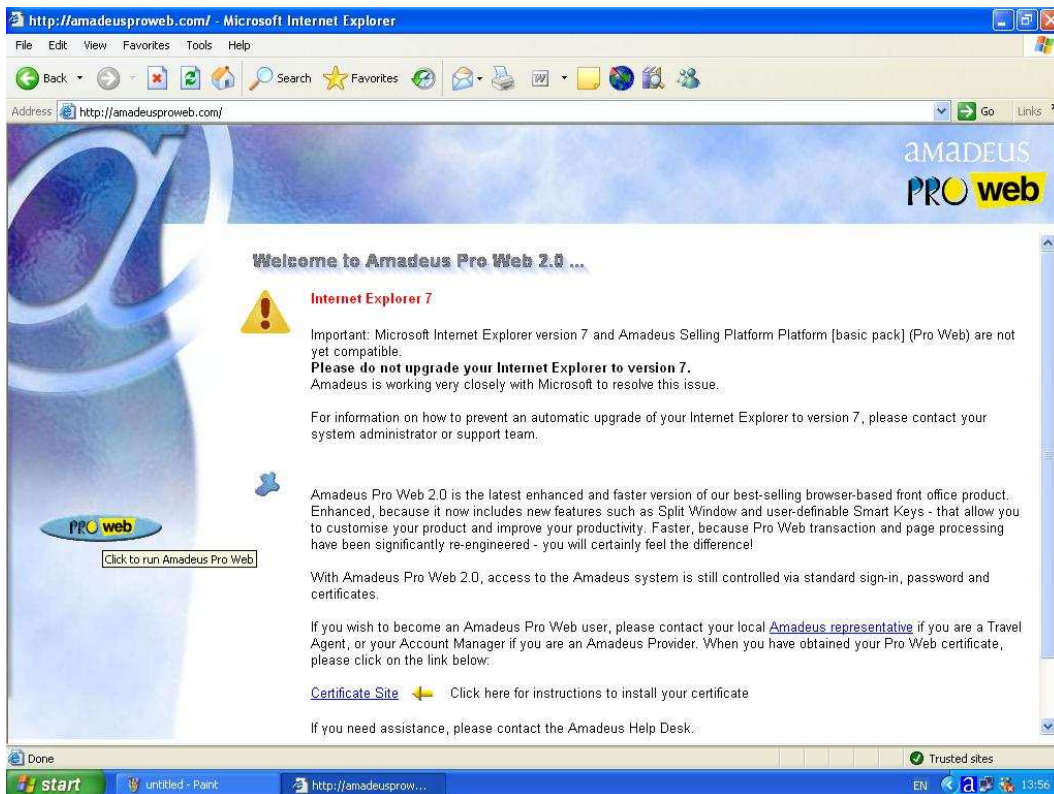 http://amadeusproweb.com/ - Microsoft Internet Explorer
File Edit View Favorites Tools Help
Back Search Favorites
Address http://amadeusproweb.com/ Go Links
amadeus
PRO web
Welcome to Amadeus Pro Web 2.0 ...
Internet Explorer 7
Important: Microsoft Internet Explorer version 7 and Amadeus Selling Platform Platform [basic pack] (Pro Web) are not
yet compatible.
Please do not upgrade your Internet Explorer to version 7.
Amadeus is working very closely with Microsoft to resolve this issue.
For information on how to prevent an automatic upgrade of your Internet Explorer to version 7, please contact your
system administrator or support team.
Amadeus Pro Web 2.0 is the latest enhanced and faster version of our best-selling browser-based front office product.
Enhanced, because it now includes new features such as Split Window and user-definable Smart Keys - that allow you
to customise your product and improve your productivity. Faster, because Pro Web transaction and page processing
have been significantly re-engineered - you will certainly feel the difference!
PRO web
Click to run Amadeus Pro Web
With Amadeus Pro Web 2.0, access to the Amadeus system is still controlled via standard sign-in, password and
certificates.
If you wish to become an Amadeus Pro Web user, please contact your local Amadeus representative if you are a Travel
Agent, or your Account Manager if you are an Amadeus Provider. When you have obtained your Pro Web certificate,
please click on the link below:
Certificate Site Click here for instructions to install your certificate
If you need assistance, please contact the Amadeus Help Desk.
Done Trusted sites
start untitled - Paint http://amadeusprow... EN 13:56